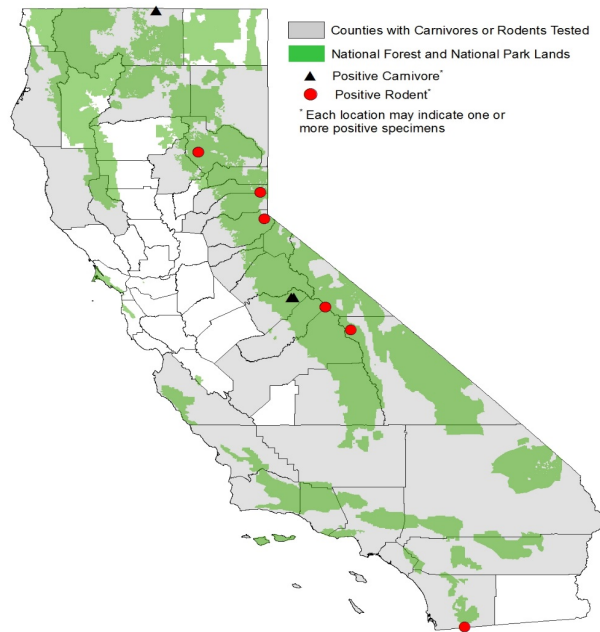 Counties with Carnivores or Rodents Tested
National Forest and National Park Lands
Positive Carnivore*
Positive Rodent*
* Each location may indicate one or
more positive specimens